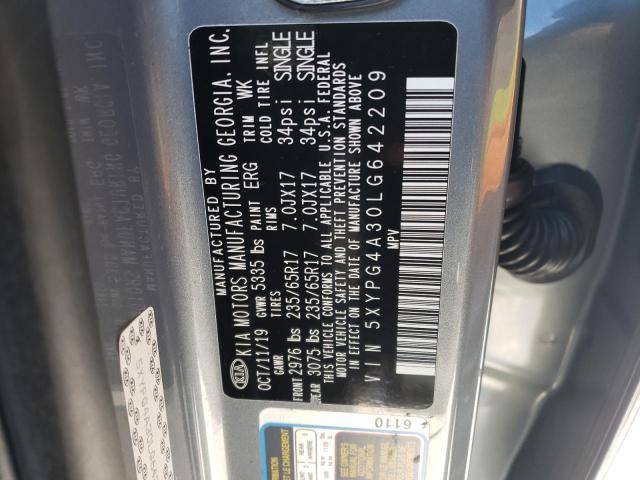 KIA
MANUFACTURED BY
KIA MOTORS MANUFACTURING GEORGIA, INC.
OCT/11/19 GVWR 5835 lbs PAINT ERG TRIM WK
GAWR TIRES RIMS COLD TIRE INFL
FRONT 2976 lbs 235/65R17 7.0JX17 34psi SINGLE
REAR 3075 lbs 235/65R17 7.0JX17 34psi SINGLE
THIS VEHICLE CONFORMS TO ALL APPLICABLE U.S.A. FEDERAL
MOTOR VEHICLE SAFETY AND THEFT PREVENTION STANDARDS
IN EFFECT ON THE DATE OF MANUFACTURE SHOWN ABOVE
VIN 5XYPG4A30LG642209
MPV
6110